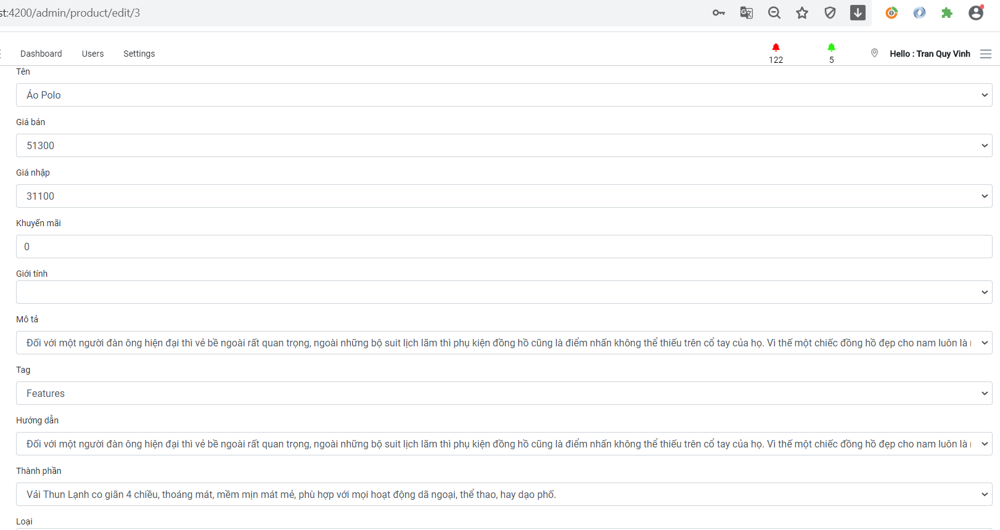 st:4200/admin/product/edit/3
Dashboard Users Settings 122 5 Hello : Tran Quy Vinh
Tên
Áo Polo
Giá bán
51300
Giá nhập
31100
Khuyến mãi
0
Giới tính
Mô tả
Đối với một người đàn ông hiện đại thì vẻ bề ngoài rất quan trọng, ngoài những bộ suit lịch lãm thì phụ kiện đồng hồ cũng là điểm nhấn không thể thiếu trên cổ tay của họ. Vì thế một chiếc đồng hồ đẹp cho nam luôn là
Tag
Features
Hướng dẫn
Đối với một người đàn ông hiện đại thì vẻ bề ngoài rất quan trọng, ngoài những bộ suit lịch lãm thì phụ kiện đồng hồ cũng là điểm nhấn không thể thiếu trên cổ tay của họ. Vì thế một chiếc đồng hồ đẹp cho nam luôn là
Thành phần
Vải Thun Lạnh co giãn 4 chiều, thoáng mát, mềm mịn mát mẻ, phù hợp với mọi hoạt động dã ngoại, thể thao, hay dạo phố.
Loại